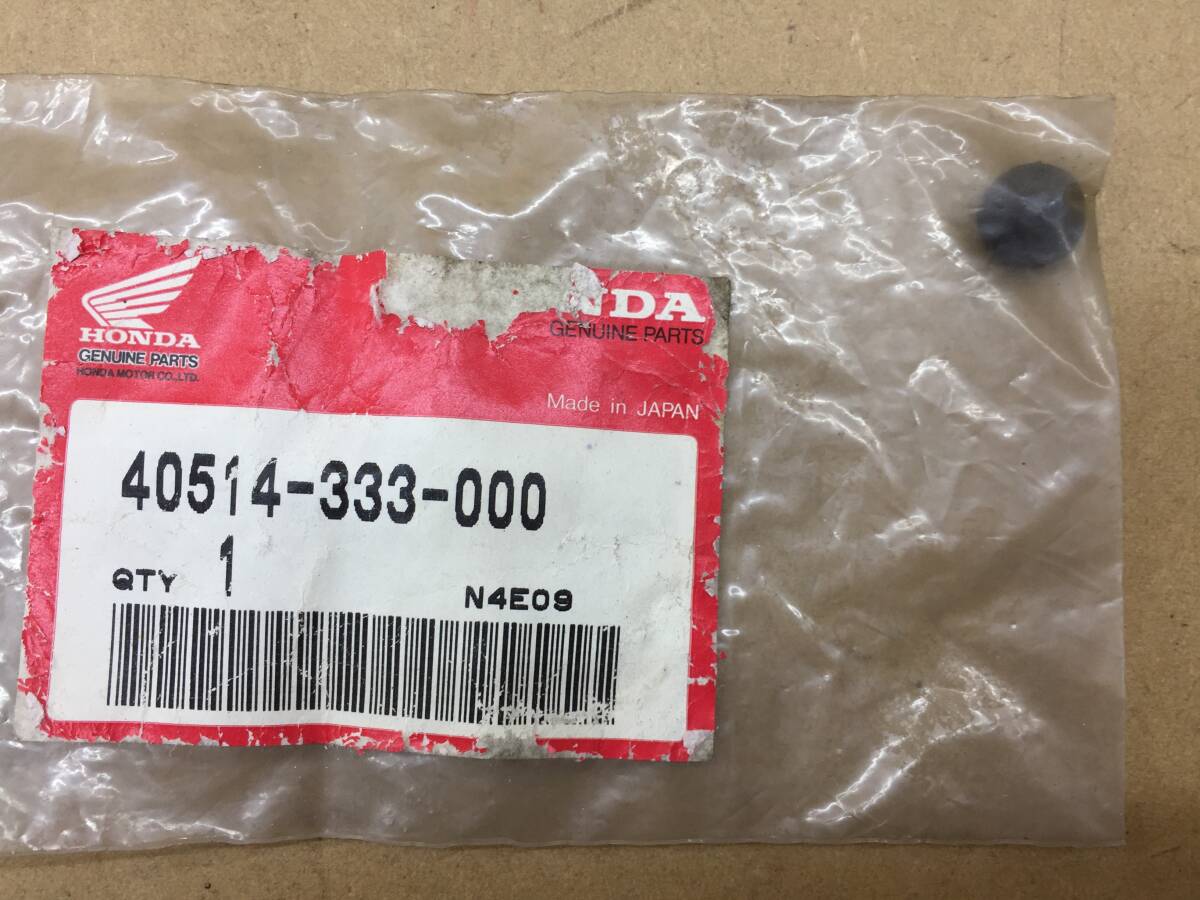 HONDA
GENUINE PARTS
HONDA MOTOR CO.,LTD.
NDA
GENUINE PARTS
Made in JAPAN
40514-333-000
QTY 1
N4E09